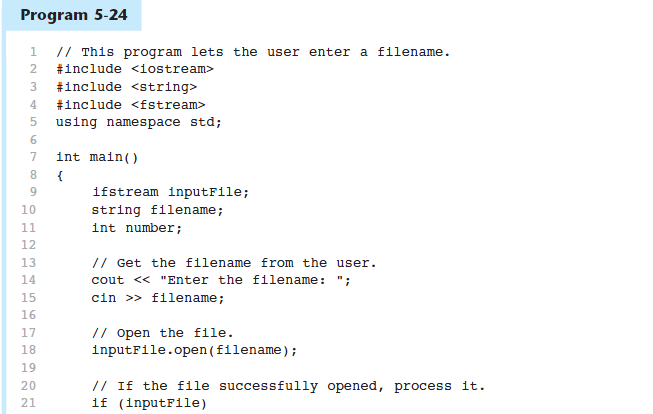 Program 5-24
1 // This program lets the user enter a filename.
2 #include <iostream>
3 #include <string>
4 #include <fstream>
5 using namespace std;
6
7 int main()
8 {
9 ifstream inputFile;
10 string filename;
11 int number;
12
13 // Get the filename from the user.
14 cout << "Enter the filename: ";
15 cin >> filename;
16
17 // Open the file.
18 inputFile.open(filename);
19
20 // If the file successfully opened, process it.
21 if (inputFile)